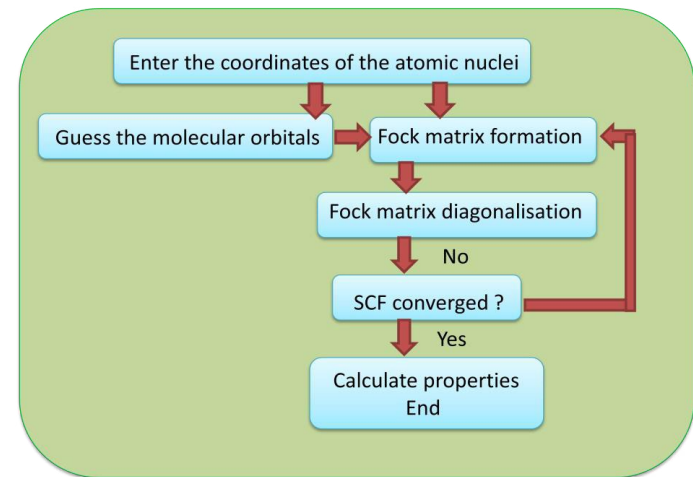 Enter the coordinates of the atomic nuclei
Guess the molecular orbitals
Fock matrix formation
Fock matrix diagonalisation
No
SCF converged ?
Yes
Calculate properties
End